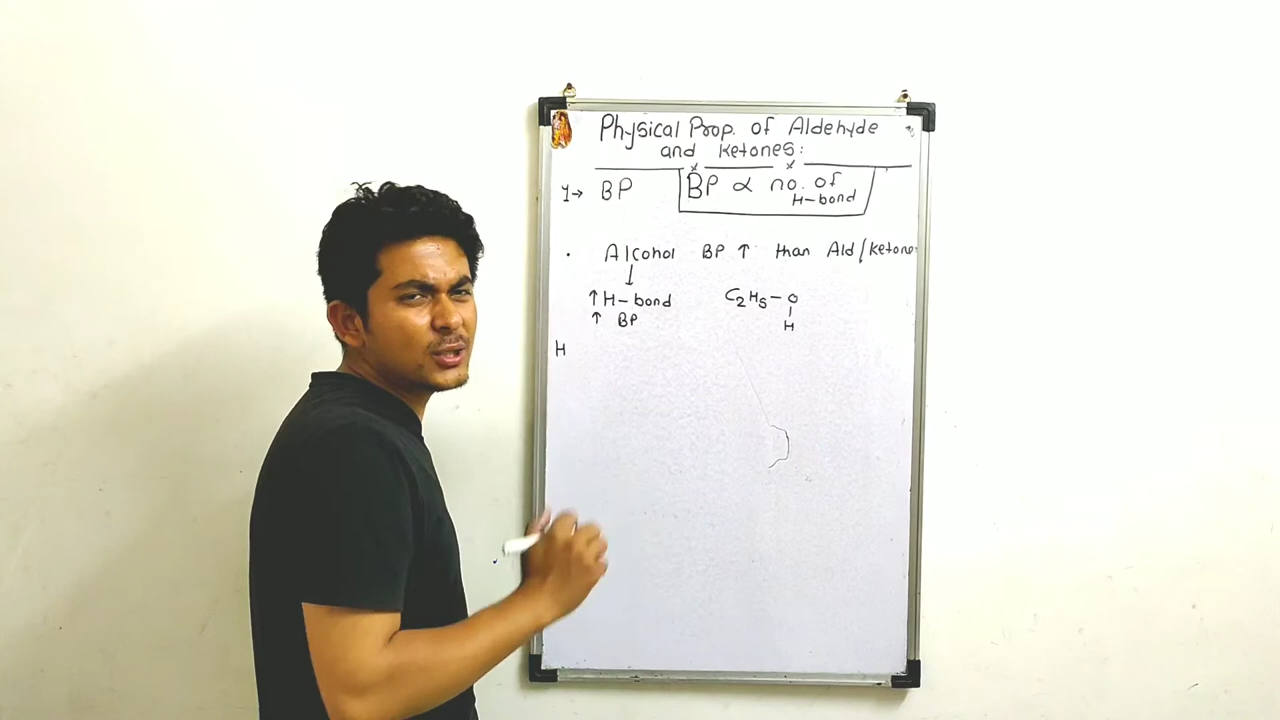 Physical Prop. of Aldehyde
and ketones:
1→ BP BP ∝ no. of
H-bond
• Alcohol BP ↑ than Ald/ketone
↓
↑ H-bond C₂H₅-O
↑ BP H
H